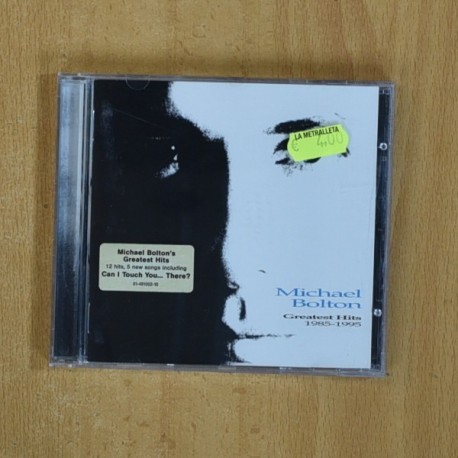 LA METRALLETA
€ 4,00
Michael Bolton's
Greatest Hits
12 hits, 5 new songs including
Can I Touch You... There?
Michael
Bolton
Greatest Hits
1985-1995